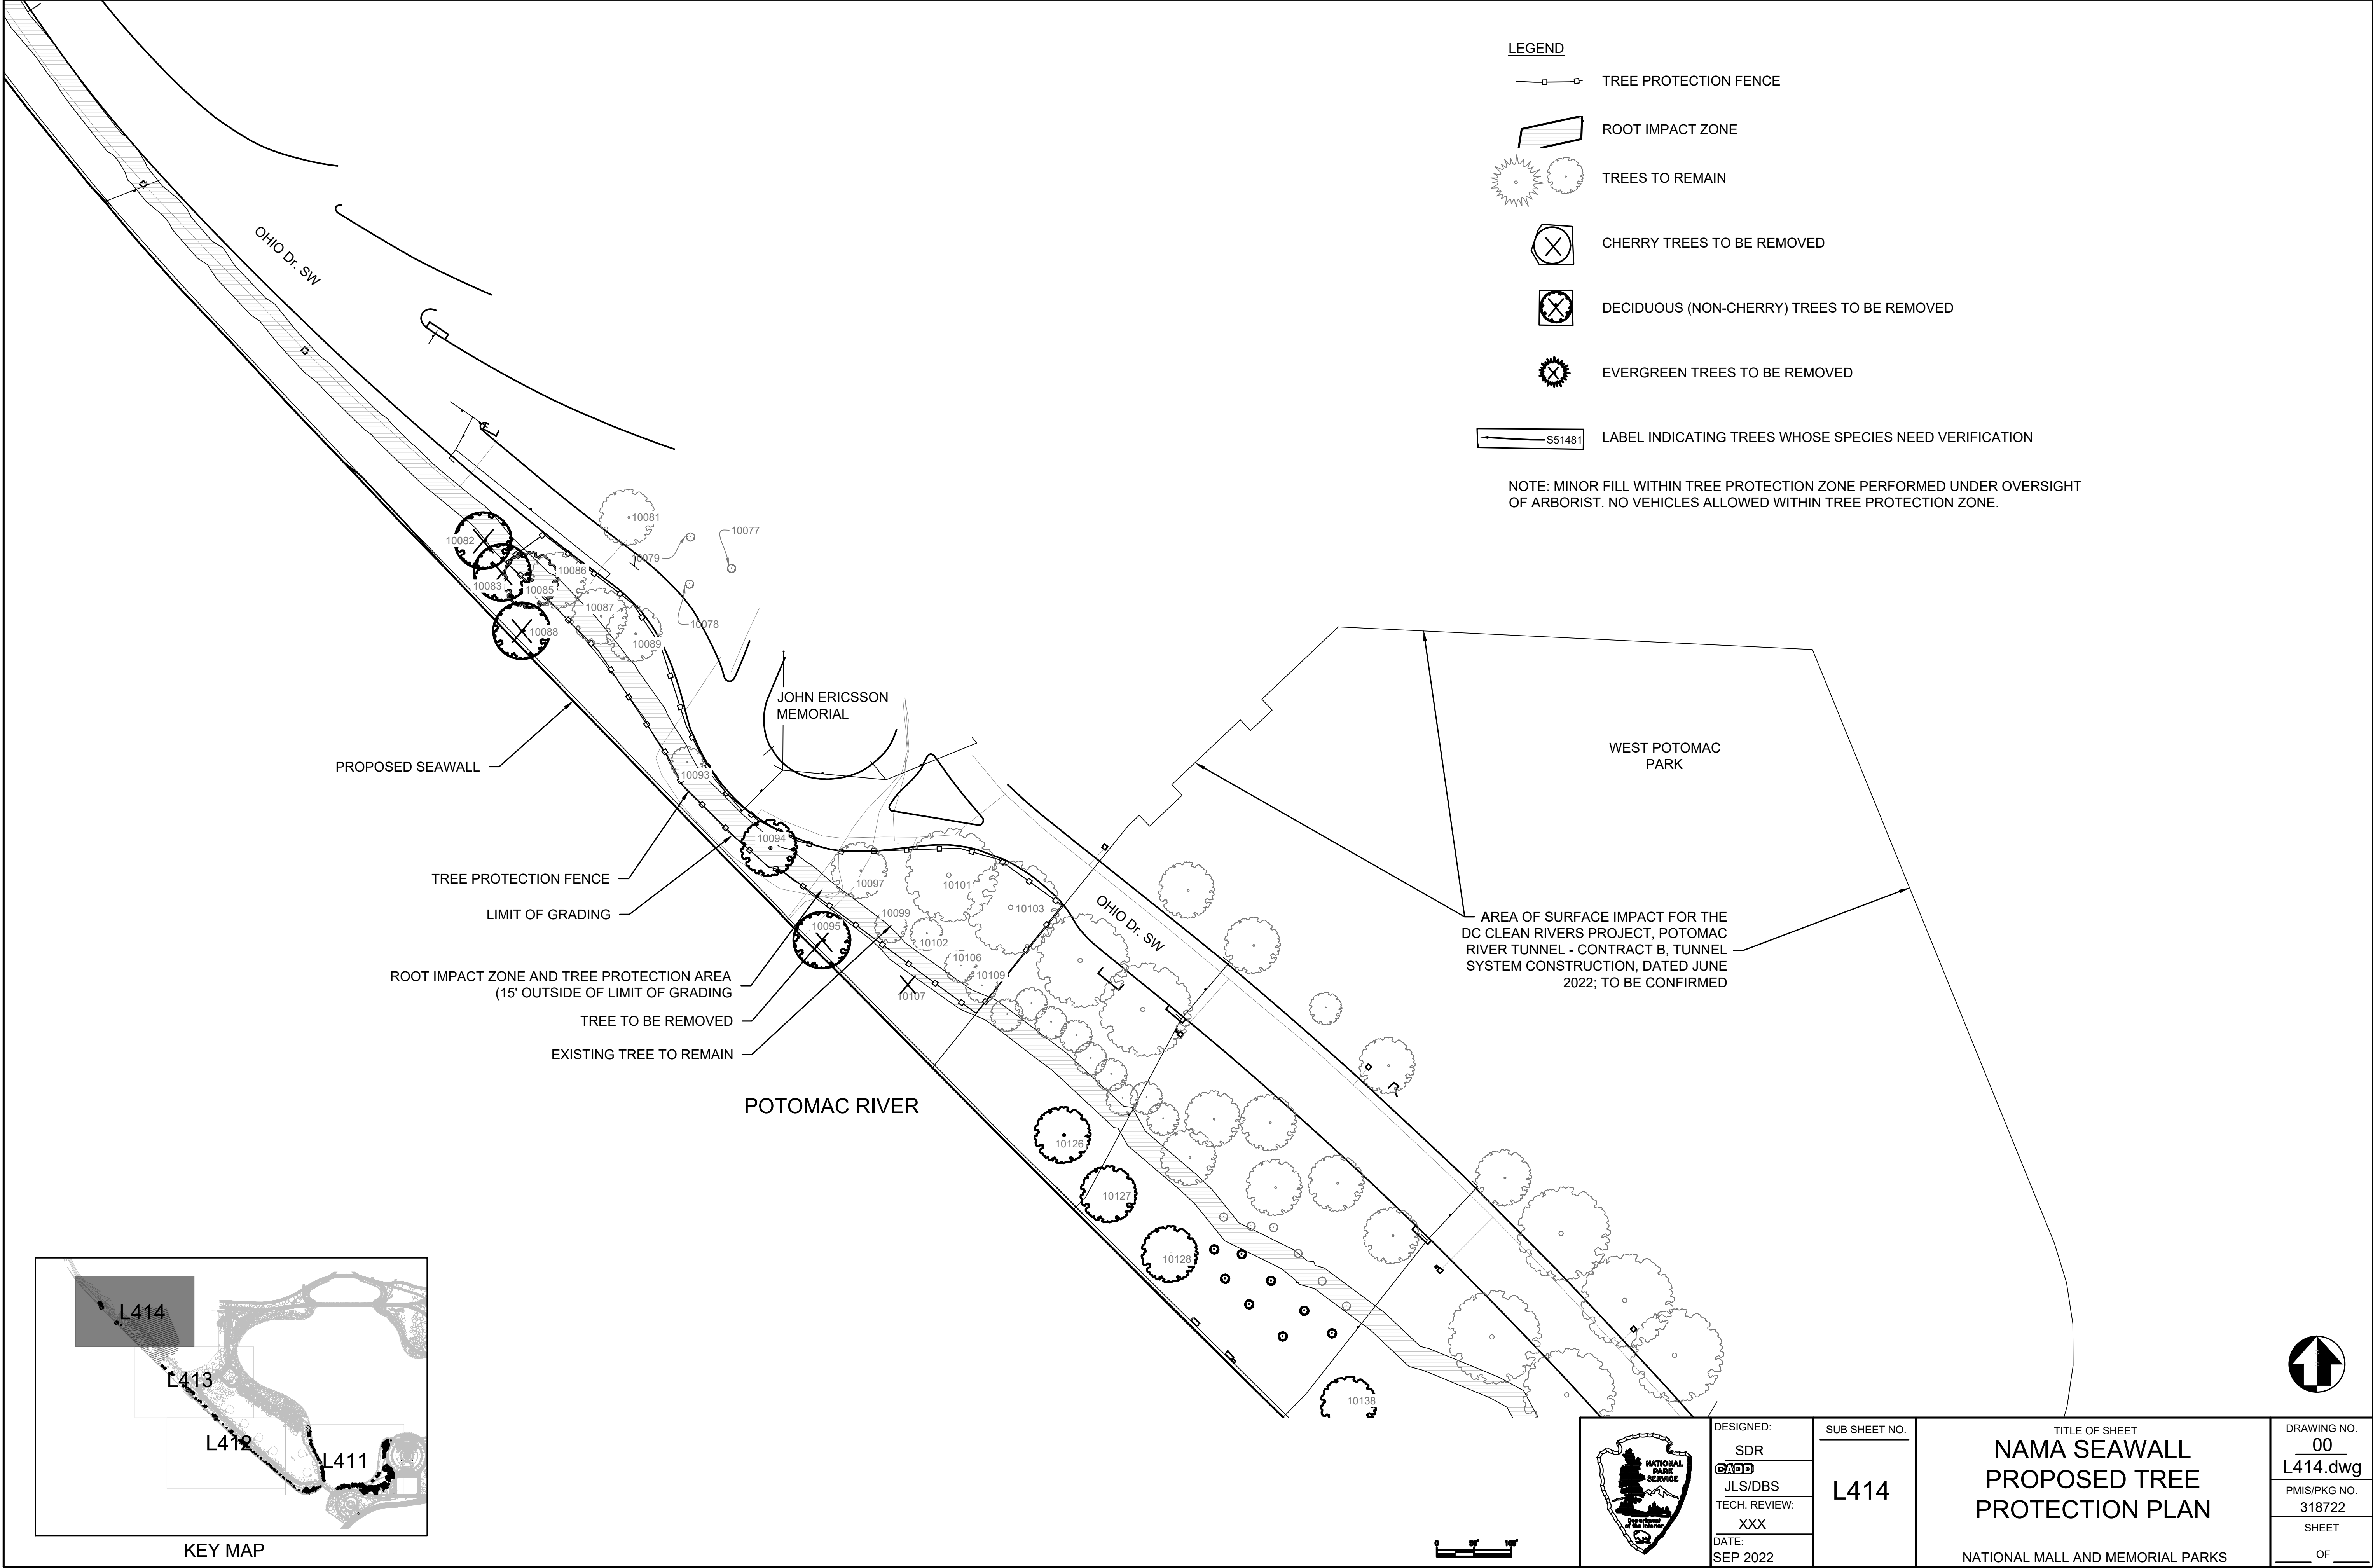 LEGEND
TREE PROTECTION FENCE
ROOT IMPACT ZONE
TREES TO REMAIN
CHERRY TREES TO BE REMOVED
DECIDUOUS (NON-CHERRY) TREES TO BE REMOVED
EVERGREEN TREES TO BE REMOVED
S51481
LABEL INDICATING TREES WHOSE SPECIES NEED VERIFICATION
NOTE: MINOR FILL WITHIN TREE PROTECTION ZONE PERFORMED UNDER OVERSIGHT
OF ARBORIST. NO VEHICLES ALLOWED WITHIN TREE PROTECTION ZONE.
OHIO Dr. SW
10081
10077
10079
10082
10086
10083
10085
10087
10078
10088
10089
JOHN ERICSSON
MEMORIAL
PROPOSED SEAWALL
10093
WEST POTOMAC
PARK
10094
TREE PROTECTION FENCE
10097
10101
LIMIT OF GRADING
10099
10103
OHIO Dr. SW
10095
10102
10106
10109
10107
AREA OF SURFACE IMPACT FOR THE
DC CLEAN RIVERS PROJECT, POTOMAC
RIVER TUNNEL - CONTRACT B, TUNNEL
SYSTEM CONSTRUCTION, DATED JUNE
2022; TO BE CONFIRMED
ROOT IMPACT ZONE AND TREE PROTECTION AREA
(15' OUTSIDE OF LIMIT OF GRADING
TREE TO BE REMOVED
EXISTING TREE TO REMAIN
POTOMAC RIVER
10126
10127
10128
10138
L414
L413
L412
L411
KEY MAP
0 50' 100'
NATIONAL
PARK
SERVICE
Department
of the Interior
DESIGNED:
SDR
CADD
JLS/DBS
TECH. REVIEW:
XXX
DATE:
SEP 2022
SUB SHEET NO.
L414
TITLE OF SHEET
NAMA SEAWALL
PROPOSED TREE
PROTECTION PLAN
NATIONAL MALL AND MEMORIAL PARKS
DRAWING NO.
00
L414.dwg
PMIS/PKG NO.
318722
SHEET
OF